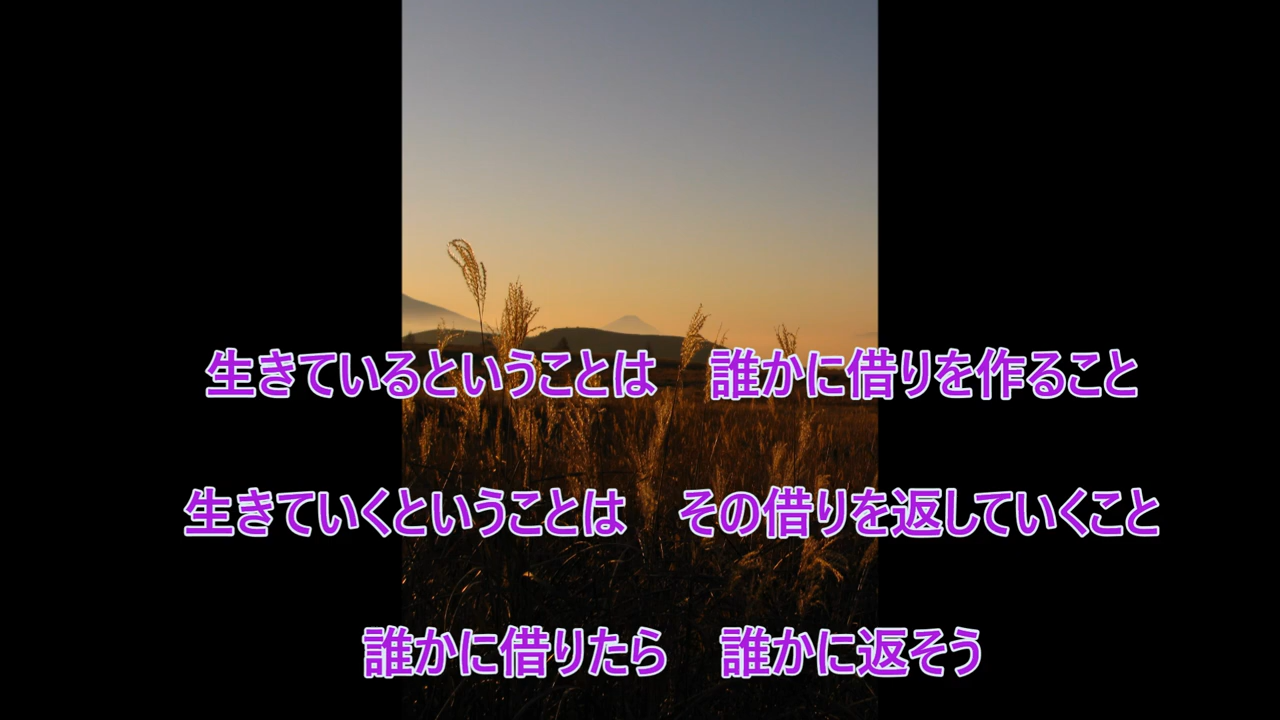 生きているということは　誰かに借りを作ること
生きていくということは　その借りを返していくこと
誰かに借りたら　誰かに返そう